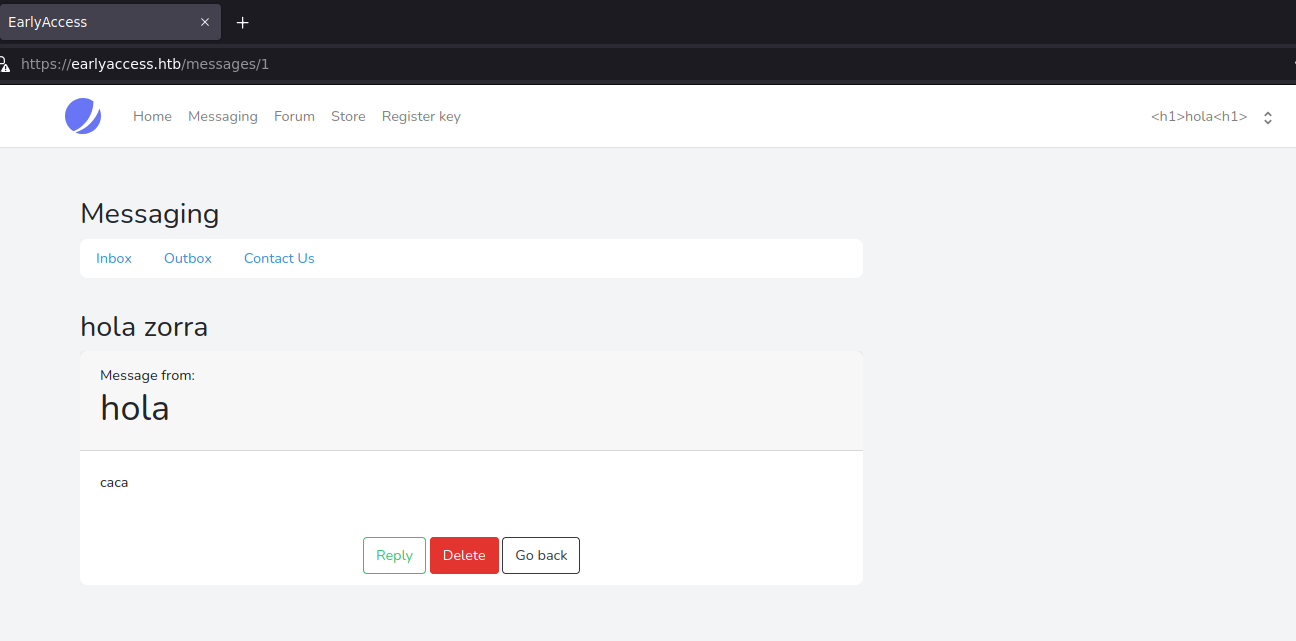 EarlyAccess
https://earlyaccess.htb/messages/1
Home Messaging Forum Store Register key <h1>hola<h1>
Messaging
Inbox Outbox Contact Us
hola zorra
Message from:
hola
caca
Reply Delete Go back